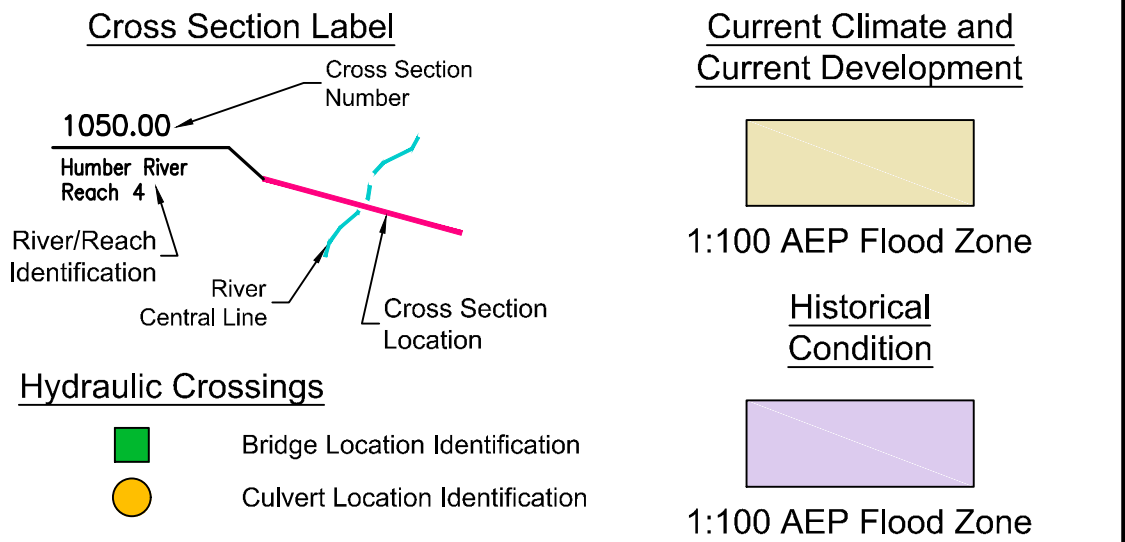 Cross Section Label
Cross Section
Number
1050.00
Humber River
Reach 4
River/Reach
Identification
River
Central Line
Cross Section
Location
Hydraulic Crossings
Bridge Location Identification
Culvert Location Identification
Current Climate and
Current Development
1:100 AEP Flood Zone
Historical
Condition
1:100 AEP Flood Zone